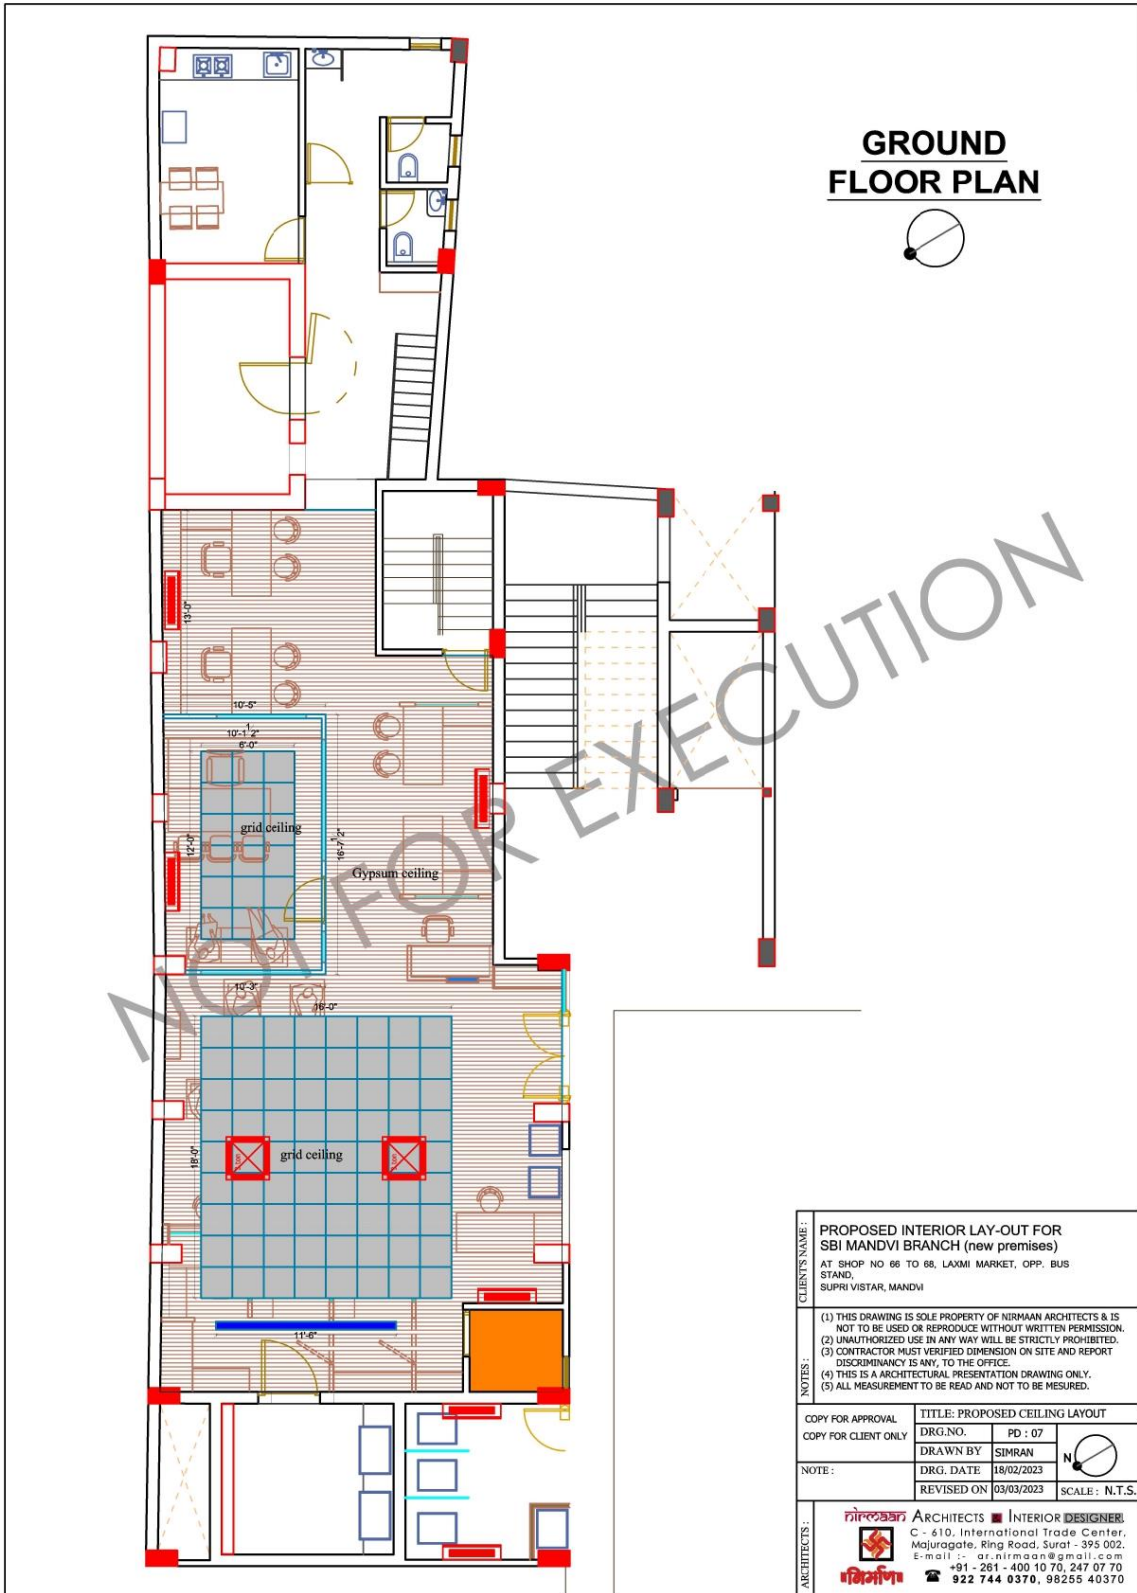 GROUND
FLOOR PLAN
NOT FOR EXECUTION
13'-0"
10'-5"
10'-1 1/2"
6'-0"
grid ceiling
12'-0"
16'-7 1/2"
Gypsum ceiling
10'-3"
16'-0"
18'-0"
grid ceiling
11'-6"
CLIENT'S NAME :
PROPOSED INTERIOR LAY-OUT FOR
SBI MANDVI BRANCH (new premises)
AT SHOP NO 66 TO 68, LAXMI MARKET, OPP. BUS
STAND,
SUPRI VISTAR, MANDVI
NOTES :
(1) THIS DRAWING IS SOLE PROPERTY OF NIRMAAN ARCHITECTS & IS
NOT TO BE USED OR REPRODUCE WITHOUT WRITTEN PERMISSION.
(2) UNAUTHORIZED USE IN ANY WAY WILL BE STRICTLY PROHIBITED.
(3) CONTRACTOR MUST VERIFIED DIMENSION ON SITE AND REPORT
DISCRIMINANCY IS ANY, TO THE OFFICE.
(4) THIS IS A ARCHITECTURAL PRESENTATION DRAWING ONLY.
(5) ALL MEASUREMENT TO BE READ AND NOT TO BE MESURED.
COPY FOR APPROVAL
COPY FOR CLIENT ONLY
TITLE: PROPOSED CEILING LAYOUT
DRG.NO. PD : 07
DRAWN BY SIMRAN
N
NOTE :
DRG. DATE 18/02/2023
REVISED ON 03/03/2023
SCALE : N.T.S.
ARCHITECTS :
nirmaan ARCHITECTS INTERIOR DESIGNER.
C - 610, International Trade Center,
Majuragate, Ring Road, Surat - 395 002.
E-mail :- ar.nirmaan@gmail.com
+91 - 261 - 400 10 70, 247 07 70
922 744 0370, 98255 40370